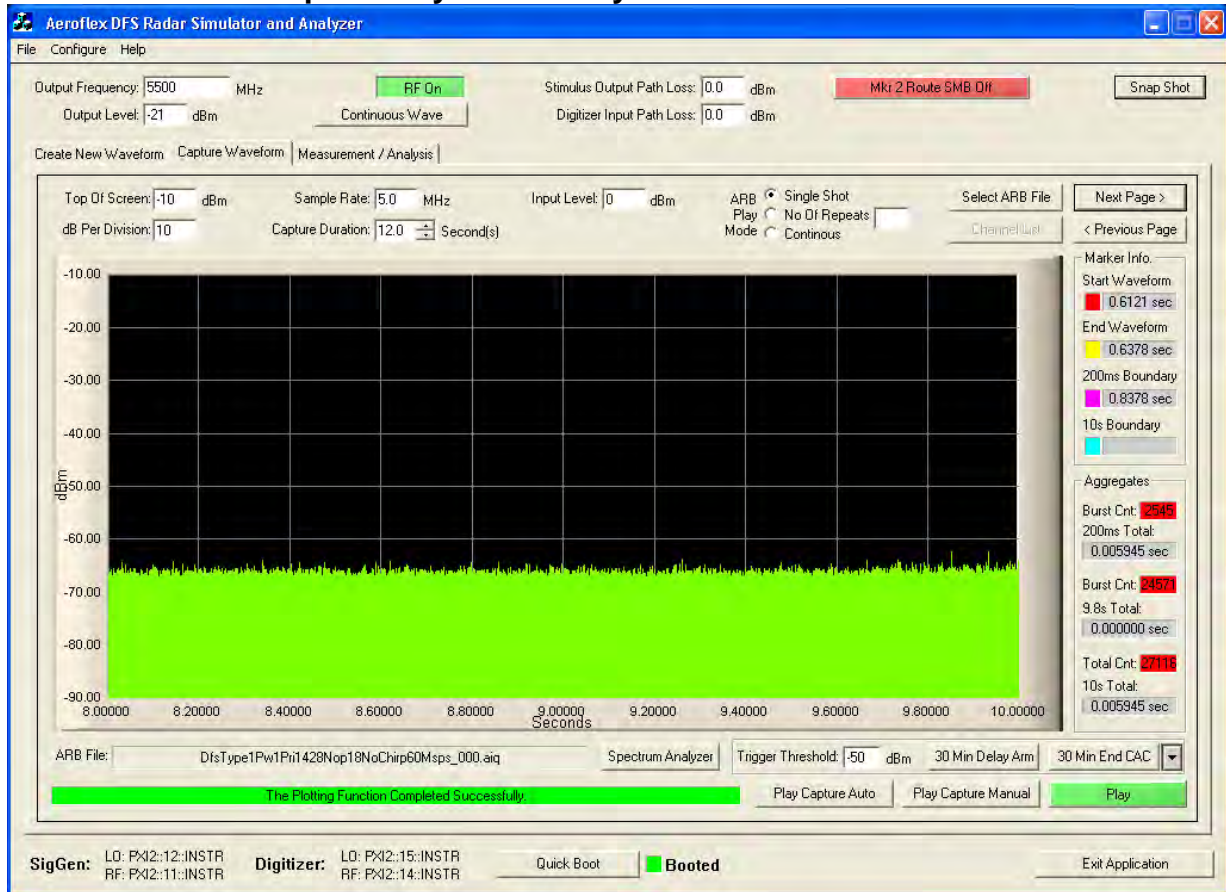 Aeroflex DFS Radar Simulator and Analyzer
File Configure Help
Output Frequency: 5500 MHz RF On Stimulus Output Path Loss: 0.0 dBm Mkr 2 Route SMB Off Snap Shot
Output Level: -21 dBm Continuous Wave Digitizer Input Path Loss: 0.0 dBm
Create New Waveform Capture Waveform Measurement / Analysis
Top Of Screen: -10 dBm Sample Rate: 5.0 MHz Input Level: 0 dBm ARB Play Mode Single Shot Select ARB File Next Page >
No Of Repeats
dB Per Division: 10 Capture Duration: 12.0 Second(s) Continous Channel List < Previous Page
-10.00
-20.00
-30.00
-40.00
-50.00
-60.00
-70.00
-80.00
-90.00
dBm
8.00000 8.20000 8.40000 8.60000 8.80000 9.00000 9.20000 9.40000 9.60000 9.80000 10.00000
Seconds
Marker Info.
Start Waveform
0.6121 sec
End Waveform
0.6378 sec
200ms Boundary
0.8378 sec
10s Boundary
Aggregates
Burst Cnt: 2545
200ms Total:
0.005945 sec
Burst Cnt: 24571
9.8s Total:
0.000000 sec
Total Cnt: 27116
10s Total:
0.005945 sec
ARB File: DfsType1Pw1Pri1428Nop18NoChirp60Msps_000.aiq Spectrum Analyzer Trigger Threshold: -50 dBm 30 Min Delay Arm 30 Min End CAC
The Plotting Function Completed Successfully. Play Capture Auto Play Capture Manual Play
SigGen: LO: PXI2::12::INSTR Digitizer: LO: PXI2::15::INSTR Quick Boot Booted Exit Application
RF: PXI2::11::INSTR RF: PXI2::14::INSTR